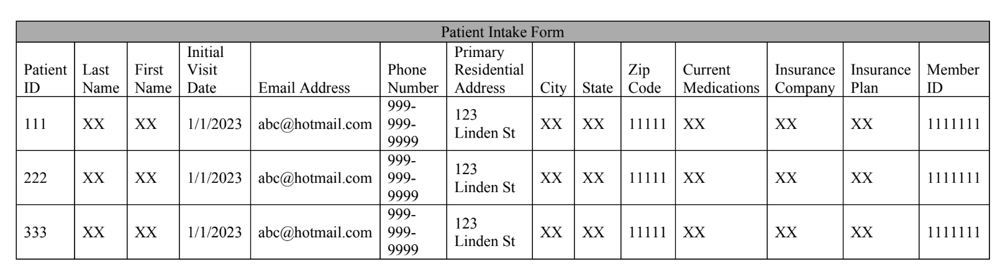 Patient Intake Form
Patient ID Last Name First Name Initial Visit Date Email Address Phone Number Primary Residential Address City State Zip Code Current Medications Insurance Company Insurance Plan Member ID
111 XX XX 1/1/2023 abc@hotmail.com 999-999-9999 123 Linden St XX XX 11111 XX XX XX 1111111
222 XX XX 1/1/2023 abc@hotmail.com 999-999-9999 123 Linden St XX XX 11111 XX XX XX 1111111
333 XX XX 1/1/2023 abc@hotmail.com 999-999-9999 123 Linden St XX XX 11111 XX XX XX 1111111